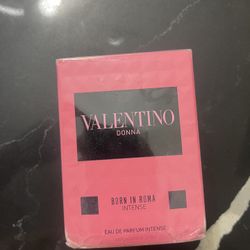 VALENTINO
DONNA
BORN IN ROMA
INTENSE
EAU DE PARFUM INTENSE